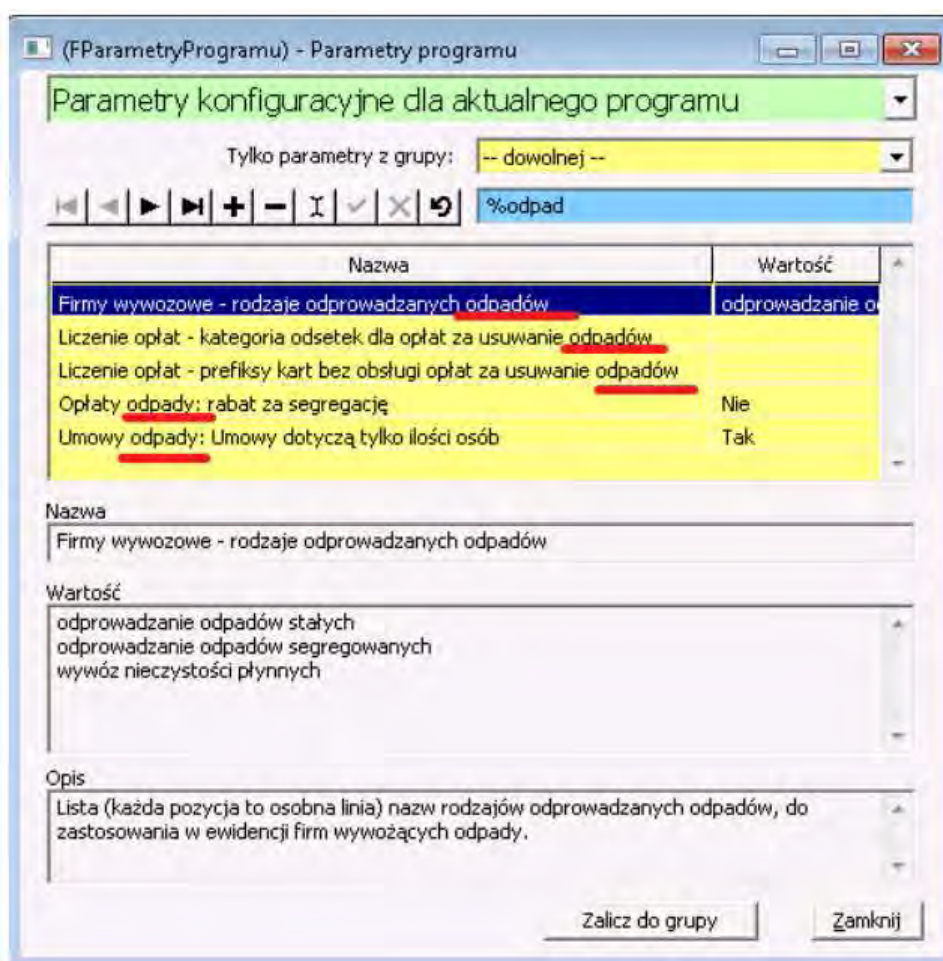 (FParametryProgramu) - Parametry programu
Parametry konfiguracyjne dla aktualnego programu
Tylko parametry z grupy: -- dowolnej --
%odpad
Nazwa Wartość
Firmy wywozowe - rodzaje odprowadzanych odpadów odprowadzanie o
Liczenie opłat - kategoria odsetek dla opłat za usuwanie odpadów
Liczenie opłat - prefiksy kart bez obsługi opłat za usuwanie odpadów
Opłaty odpady: rabat za segregację Nie
Umowy odpady: Umowy dotyczą tylko ilości osób Tak
Nazwa
Firmy wywozowe - rodzaje odprowadzanych odpadów
Wartość
odprowadzanie odpadów stałych
odprowadzanie odpadów segregowanych
wywóz nieczystości płynnych
Opis
Lista (każda pozycja to osobna linia) nazw rodzajów odprowadzanych odpadów, do
zastosowania w ewidencji firm wywożących odpady.
Zalicz do grupy Zamknij